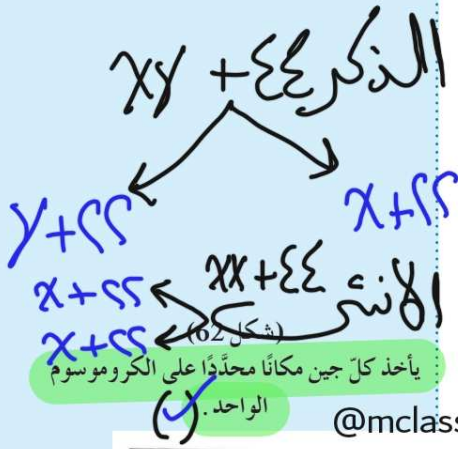 الذكر ٤٤ + xy
x+٢٢
y+٢٢
الانثى ٤٤ + xx
x+٢٢
x+٢٢
(شكل 62)
يأخذ كلّ جين مكانًا محدَّدًا على الكروموسوم
الواحد. (✓)
@mclass